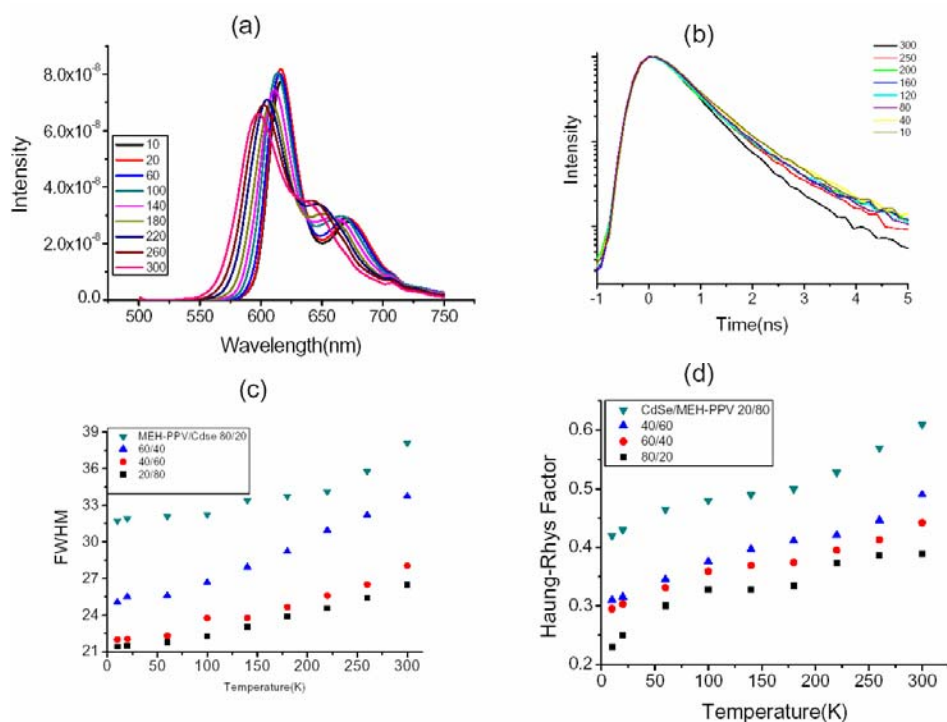 (a)
Intensity
8.0x10⁻⁸
6.0x10⁻⁸
4.0x10⁻⁸
2.0x10⁻⁸
0.0
10
20
60
100
140
180
220
260
300
500 550 600 650 700 750
Wavelength(nm)
(b)
Intensity
300
250
200
160
120
80
40
10
-1 0 1 2 3 4 5
Time(ns)
(c)
FWHM
39
36
33
30
27
24
21
MEH-PPV/Cdse 80/20
60/40
40/60
20/80
0 50 100 150 200 250 300
Temperature(K)
(d)
Haung-Rhys Factor
0.6
0.5
0.4
0.3
0.2
CdSe/MEH-PPV 20/80
40/60
60/40
80/20
0 50 100 150 200 250 300
Temperature(K)